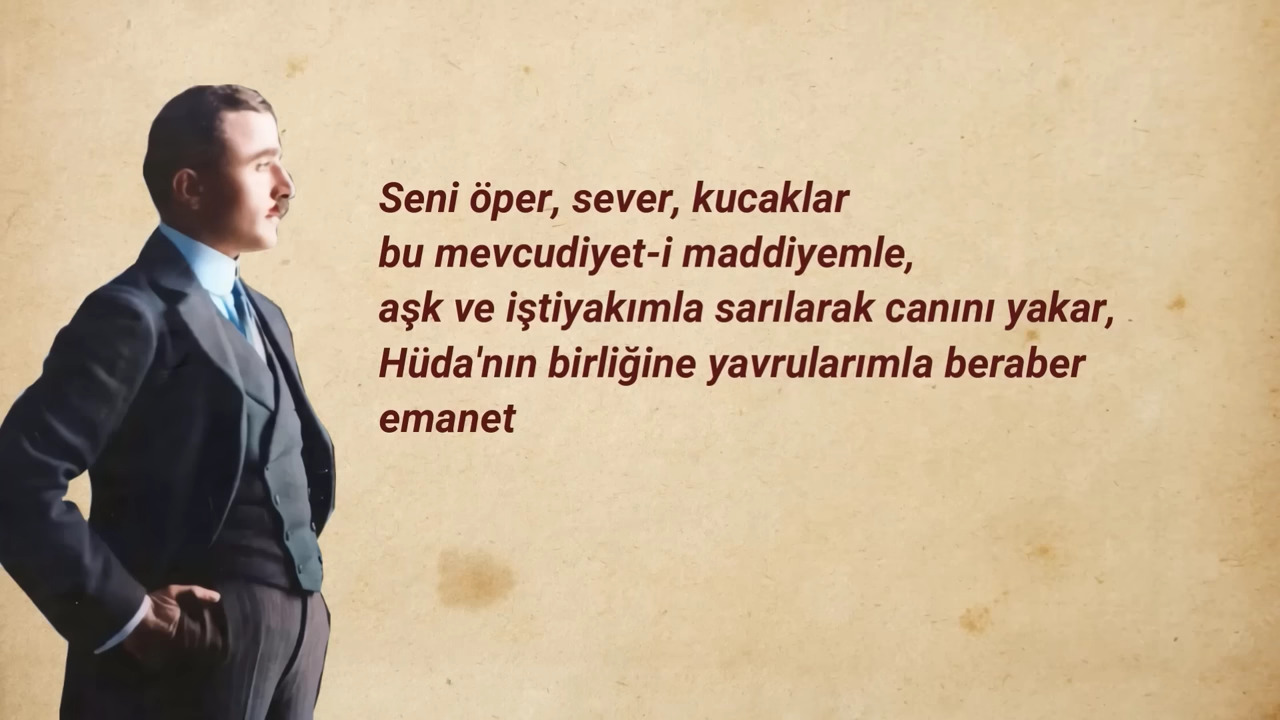 Seni öper, sever, kucaklar
bu mevcudiyet-i maddiyemle,
aşk ve iştiyakımla sarılarak canını yakar,
Hüda'nın birliğine yavrularımla beraber
emanet